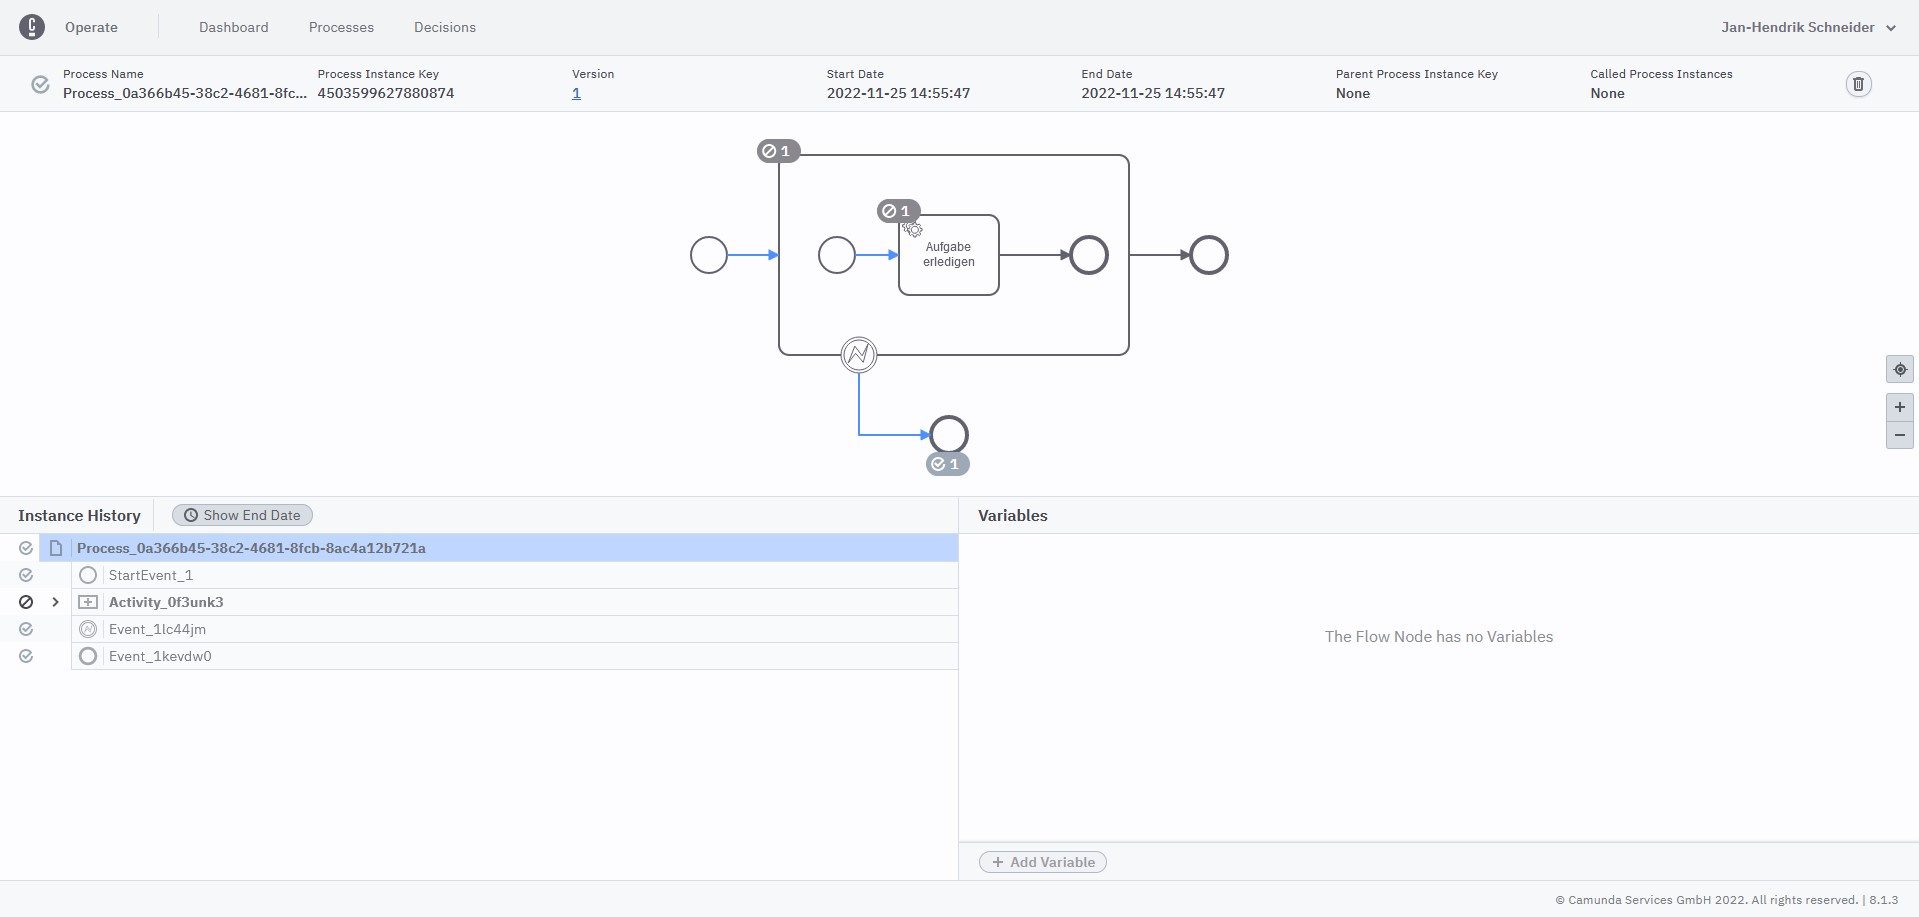 Operate
Dashboard
Processes
Decisions
Jan-Hendrik Schneider
Process Name
Process_0a366b45-38c2-4681-8fc...
Process Instance Key
4503599627880874
Version
1
Start Date
2022-11-25 14:55:47
End Date
2022-11-25 14:55:47
Parent Process Instance Key
None
Called Process Instances
None
1
1
Aufgabe
erledigen
1
Instance History
Show End Date
Process_0a366b45-38c2-4681-8fcb-8ac4a12b721a
StartEvent_1
Activity_0f3unk3
Event_1lc44jm
Event_1kevdw0
Variables
The Flow Node has no Variables
+ Add Variable
© Camunda Services GmbH 2022. All rights reserved. | 8.1.3